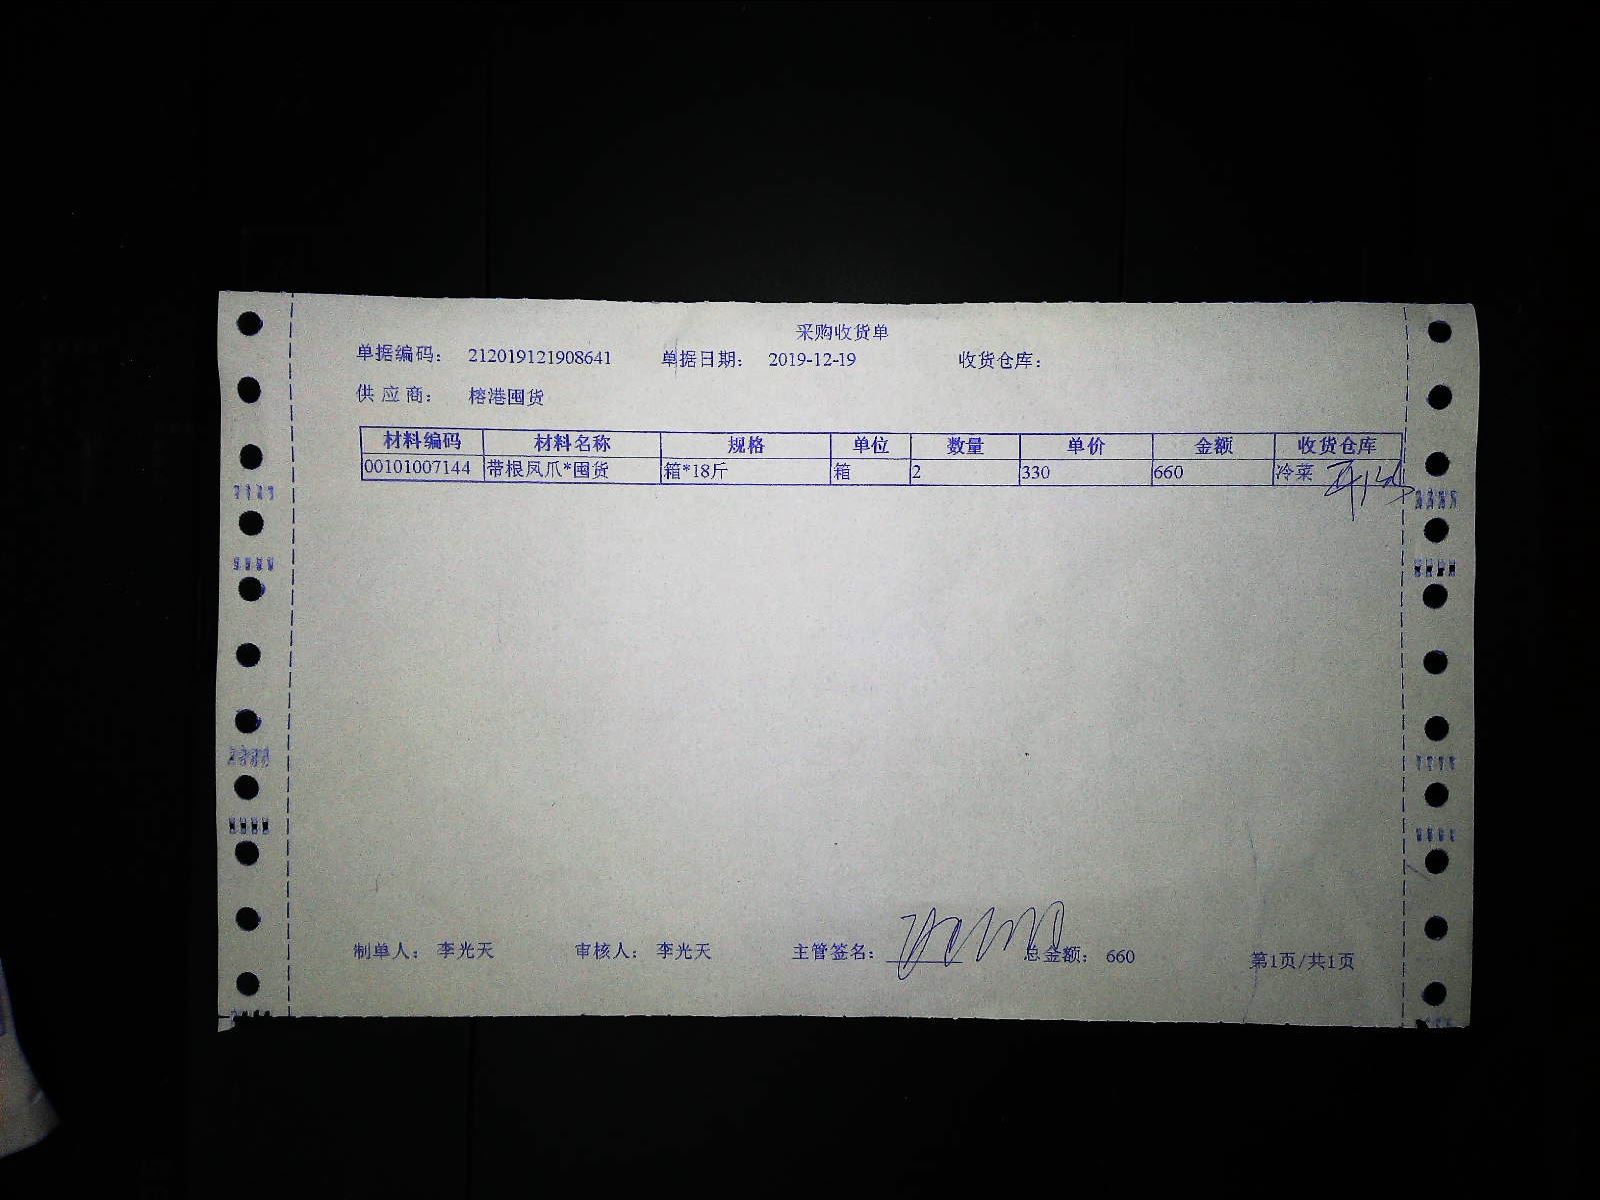 采购收货单
单据编码： 212019121908641 单据日期： 2019-12-19 收货仓库：
供应商： 榕港囤货
材料编码 材料名称 规格 单位 数量 单价 金额 收货仓库
00101007144 带根凤爪*囤货 箱*18斤 箱 2 330 660 冷菜
制单人： 李光天 审核人： 李光天 主管签名： 总金额： 660 第1页/共1页